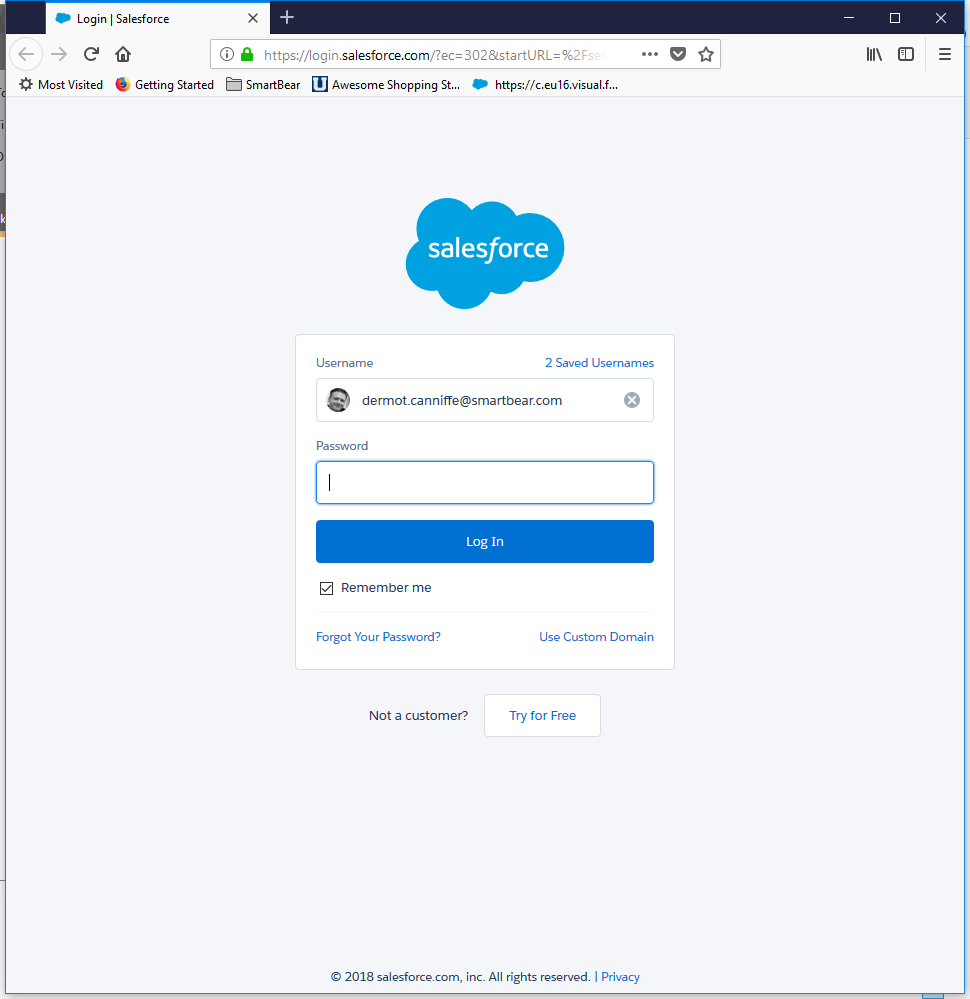 Login | Salesforce
https://login.salesforce.com/?ec=302&startURL=%2Fse
Most Visited Getting Started SmartBear Awesome Shopping St... https://c.eu16.visual.f...
salesforce
Username 2 Saved Usernames
dermot.canniffe@smartbear.com
Password
Log In
Remember me
Forgot Your Password? Use Custom Domain
Not a customer? Try for Free
© 2018 salesforce.com, inc. All rights reserved. | Privacy